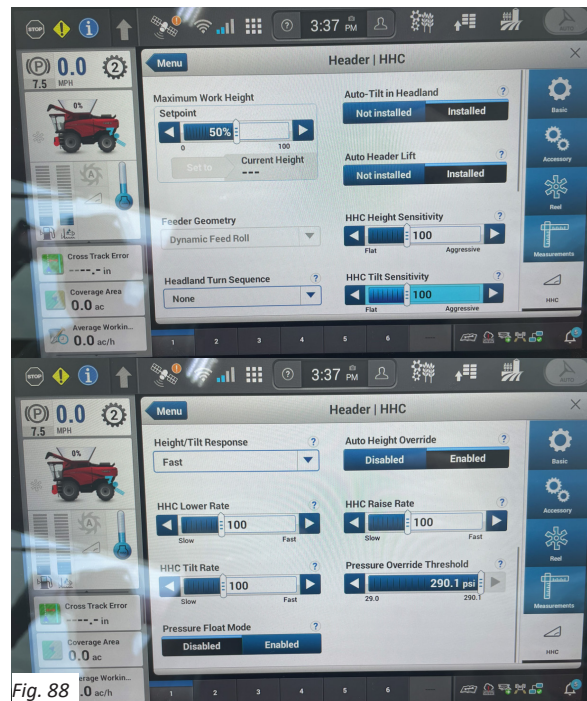 STOP
3:37 PM
AUTO
(P) 0.0
2
7.5 MPH
0%
A
Cross Track Error
----.- in
Coverage Area
0.0 ac
Average Workin...
0.0 ac/h
Menu
Header | HHC
Maximum Work Height
Setpoint
50%
0 100
Set to
Current Height
---
Feeder Geometry
Dynamic Feed Roll
Headland Turn Sequence ?
None
Auto-Tilt in Headland ?
Not installed Installed
Auto Header Lift ?
Not installed Installed
HHC Height Sensitivity ?
100
Flat Aggressive
HHC Tilt Sensitivity ?
100
Flat Aggressive
Basic
Accessory
Reel
Measurements
HHC
1 2 3 4 5 6 ---
STOP
3:37 PM
AUTO
(P) 0.0
2
7.5 MPH
0%
A
Cross Track Error
----.- in
Coverage Area
0.0 ac
erage Workin...
.0 ac/h
Menu
Header | HHC
Height/Tilt Response ?
Fast
HHC Lower Rate ?
100
Slow Fast
HHC Tilt Rate ?
100
Slow Fast
Pressure Float Mode ?
Disabled Enabled
Auto Height Override ?
Disabled Enabled
HHC Raise Rate ?
100
Slow Fast
Pressure Override Threshold ?
290.1 psi
29.0 290.1
Basic
Accessory
Reel
Measurements
HHC
1 2 3 4 5 6 ---
Fig. 88